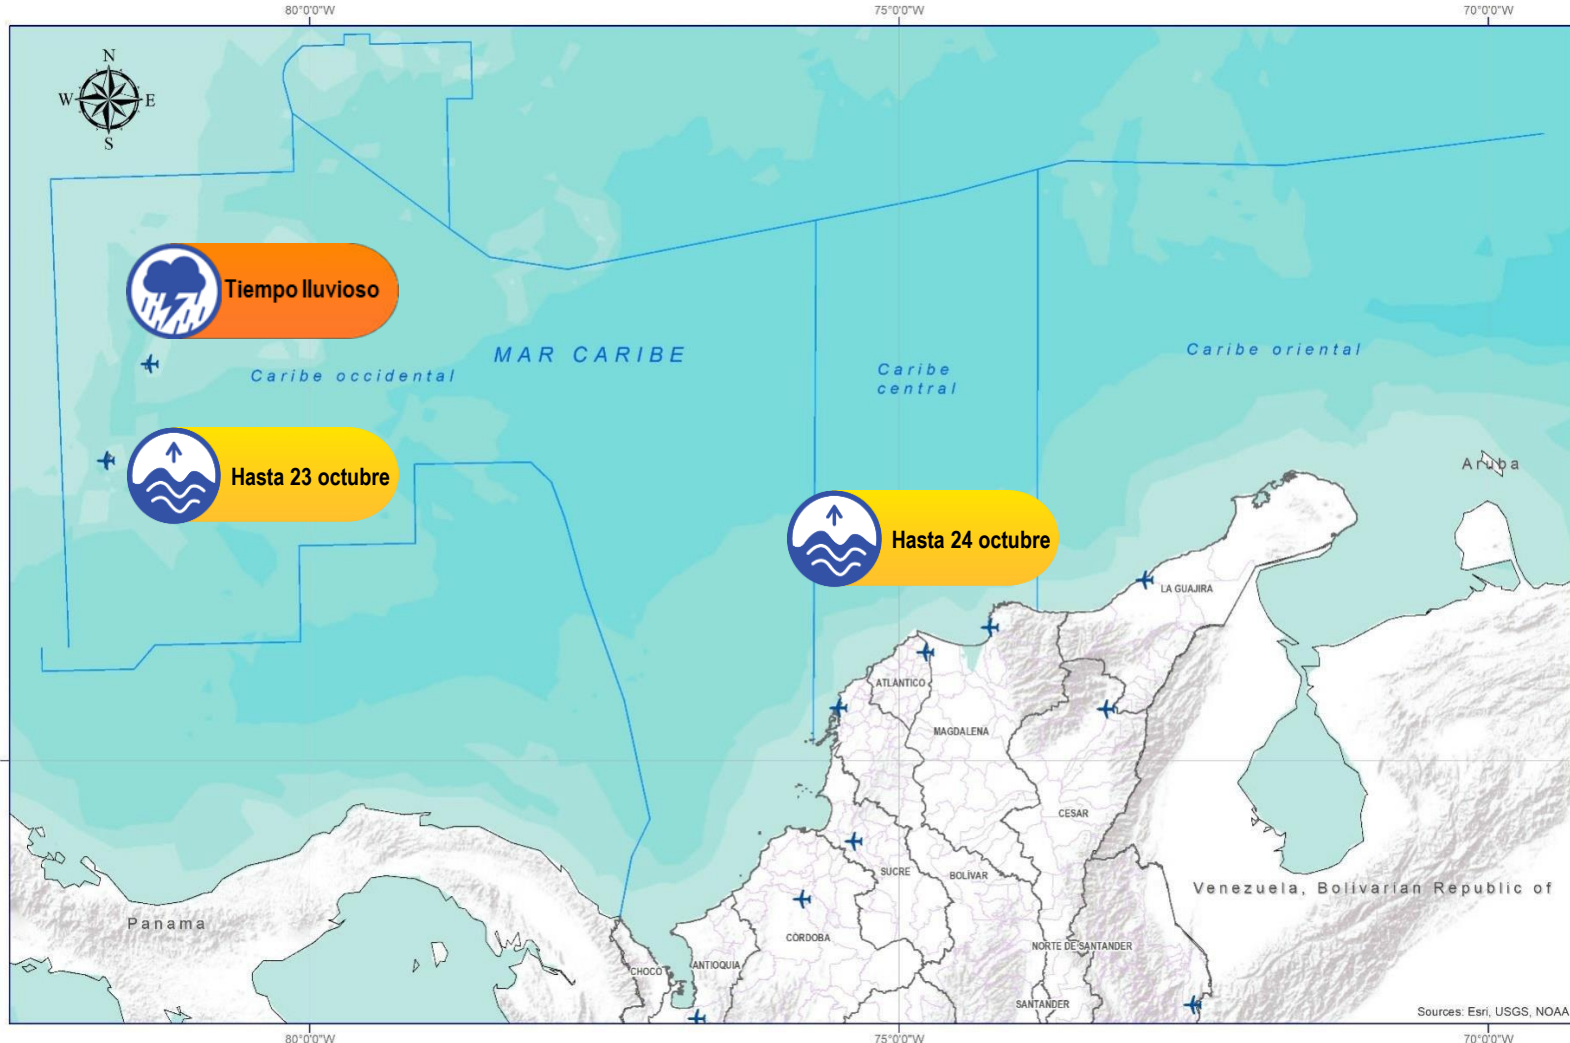 80°0'0"W
75°0'0"W
70°0'0"W
N
W
E
S
Tiempo lluvioso
MAR CARIBE
Caribe occidental
Caribe
central
Caribe oriental
Hasta 23 octubre
Aruba
Hasta 24 octubre
LA GUAJIRA
ATLANTICO
MAGDALENA
CESAR
SUCRE
BOLÍVAR
Venezuela, Bolivarian Republic of
Panama
CÓRDOBA
NORTE DE SANTANDER
CHOCO
ANTIOQUIA
SANTANDER
Sources: Esri, USGS, NOAA
80°0'0"W
75°0'0"W
70°0'0"W